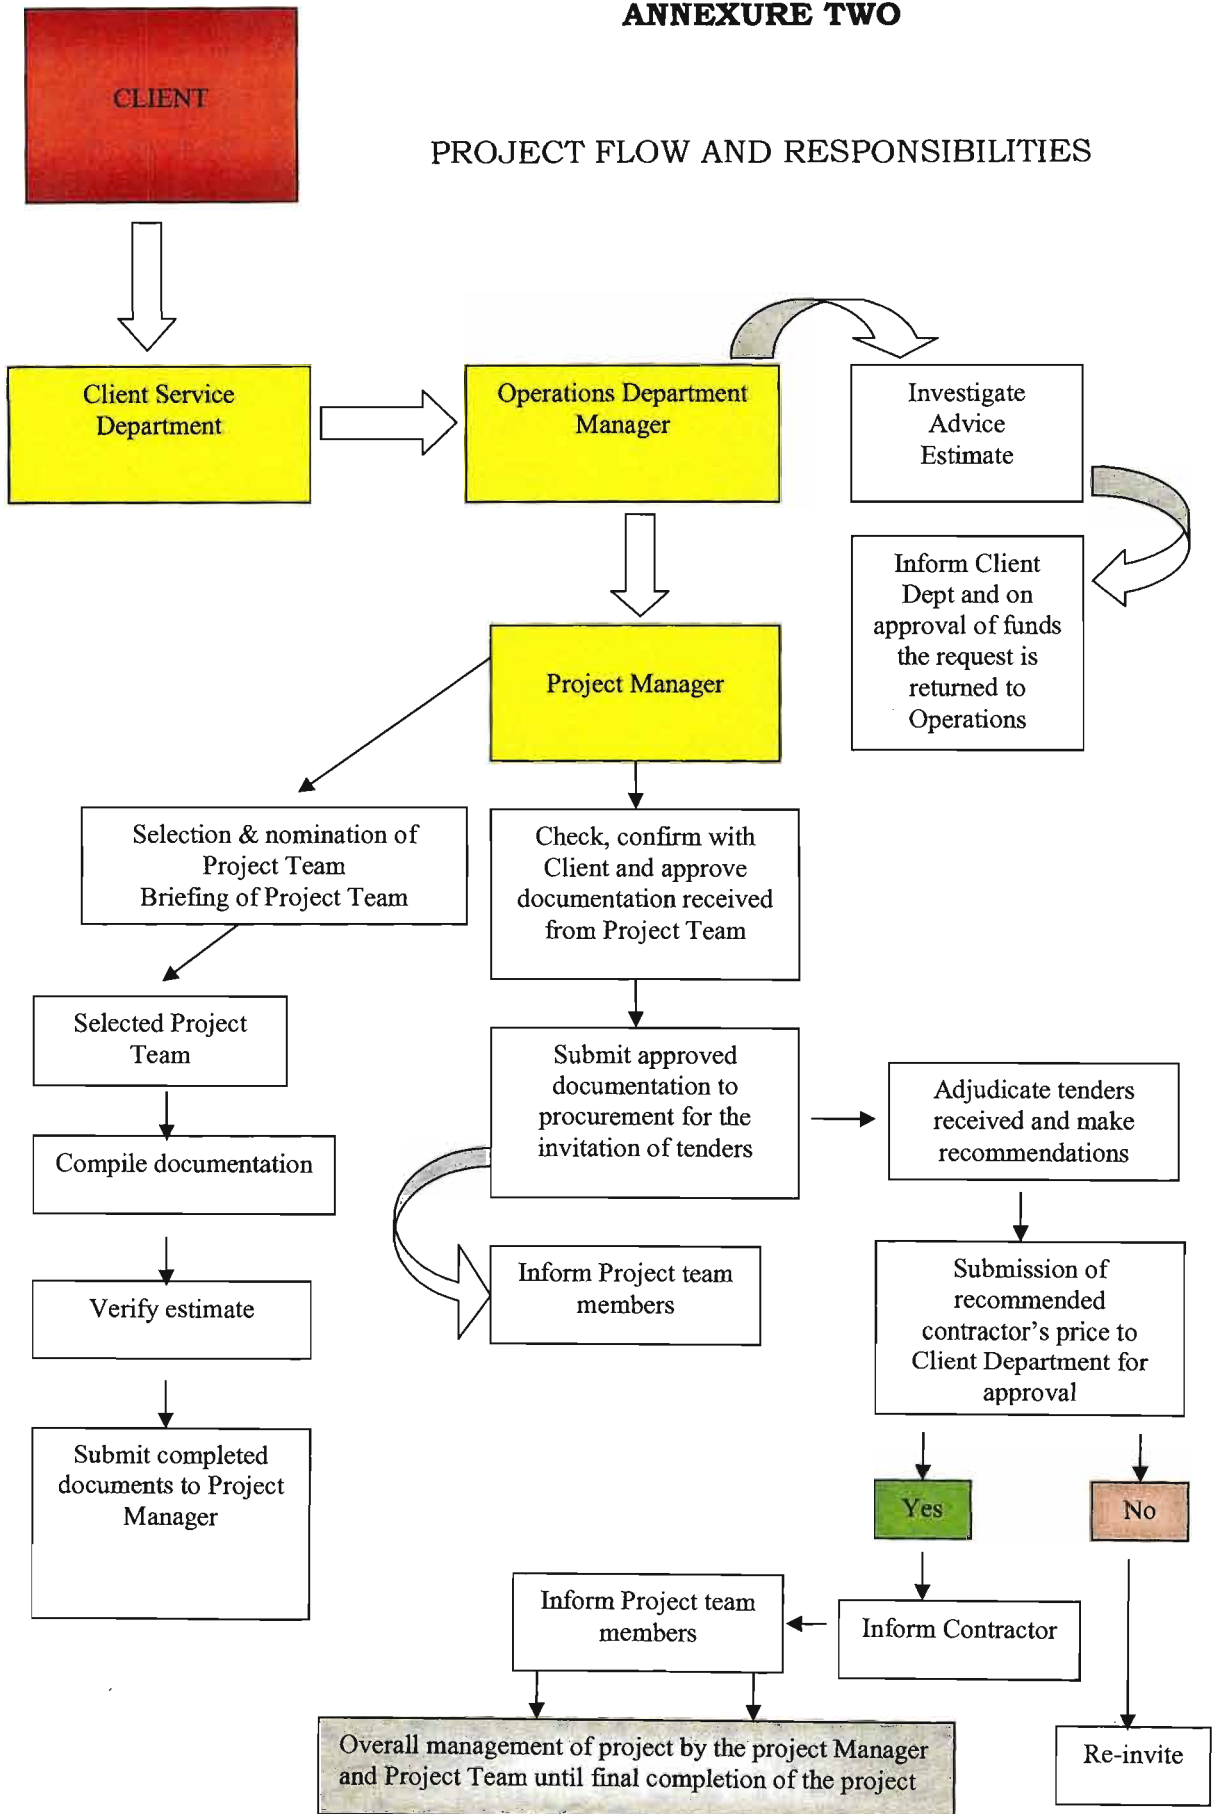 ANNEXURE TWO
CLIENT
PROJECT FLOW AND RESPONSIBILITIES
Client Service
Department
Operations Department
Manager
Investigate
Advice
Estimate
Inform Client
Dept and on
approval of funds
the request is
returned to
Operations
Project Manager
Selection & nomination of
Project Team
Briefing of Project Team
Check, confirm with
Client and approve
documentation received
from Project Team
Selected Project
Team
Submit approved
documentation to
procurement for the
invitation of tenders
Adjudicate tenders
received and make
recommendations
Compile documentation
Inform Project team
members
Submission of
recommended
contractor's price to
Client Department for
approval
Verify estimate
Submit completed
documents to Project
Manager
Yes
No
Inform Project team
members
Inform Contractor
Overall management of project by the project Manager
and Project Team until final completion of the project
Re-invite